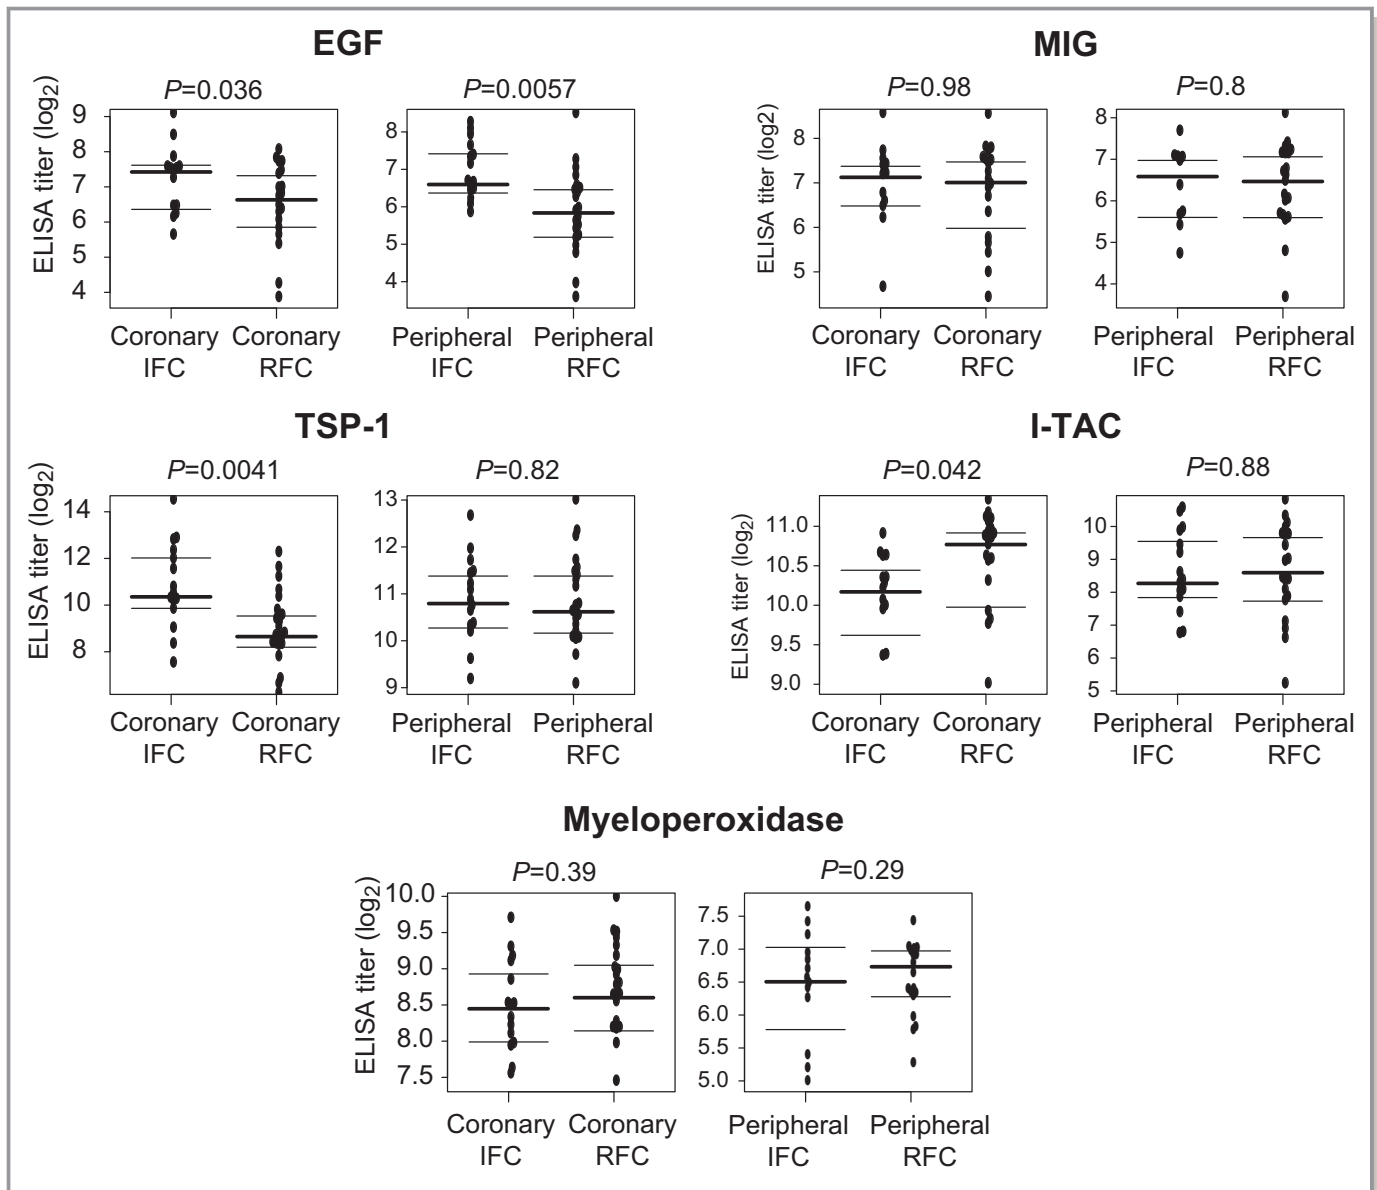 EGF
P=0.036
P=0.0057
ELISA titer (log2)
9
8
7
6
5
4
8
7
6
5
4
Coronary IFC
Coronary RFC
Peripheral IFC
Peripheral RFC
MIG
P=0.98
P=0.8
ELISA titer (log2)
8
7
6
5
8
7
6
5
4
Coronary IFC
Coronary RFC
Peripheral IFC
Peripheral RFC
TSP-1
P=0.0041
P=0.82
ELISA titer (log2)
14
12
10
8
13
12
11
10
9
Coronary IFC
Coronary RFC
Peripheral IFC
Peripheral RFC
I-TAC
P=0.042
P=0.88
ELISA titer (log2)
11.0
10.5
10.0
9.5
9.0
10
9
8
7
6
5
Coronary IFC
Coronary RFC
Peripheral IFC
Peripheral RFC
Myeloperoxidase
P=0.39
P=0.29
ELISA titer (log2)
10.0
9.5
9.0
8.5
8.0
7.5
7.5
7.0
6.5
6.0
5.5
5.0
Coronary IFC
Coronary RFC
Peripheral IFC
Peripheral RFC